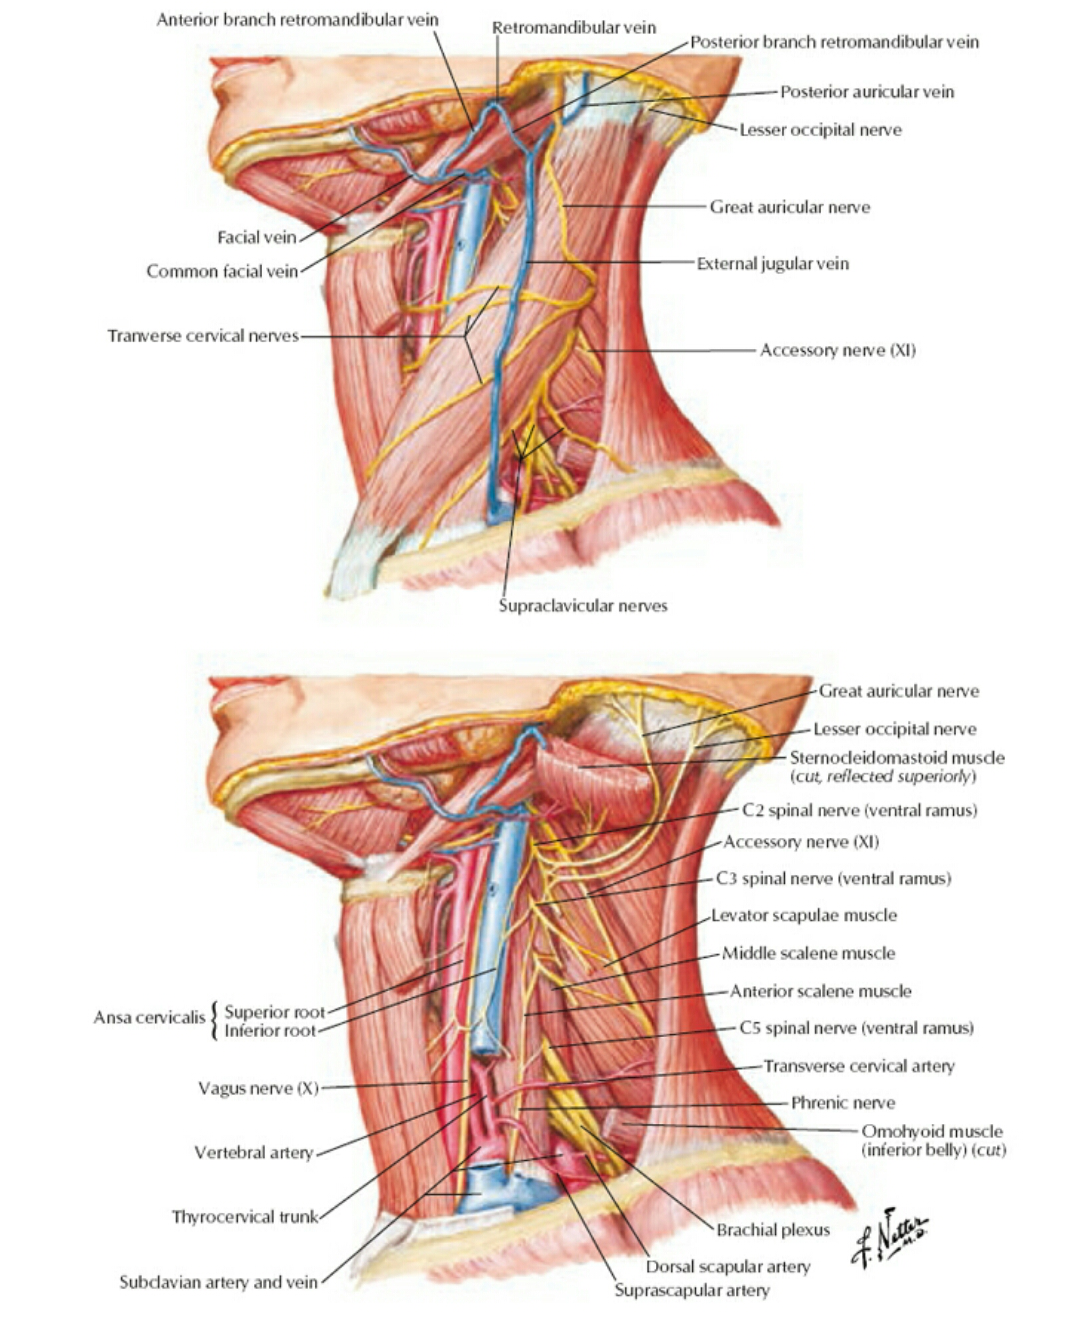 Anterior branch retromandibular vein
Retromandibular vein
Posterior branch retromandibular vein
Posterior auricular vein
Lesser occipital nerve
Great auricular nerve
Facial vein
External jugular vein
Common facial vein
Tranverse cervical nerves
Accessory nerve (XI)
Supraclavicular nerves
Great auricular nerve
Lesser occipital nerve
Sternocleidomastoid muscle
(cut, reflected superiorly)
C2 spinal nerve (ventral ramus)
Accessory nerve (XI)
C3 spinal nerve (ventral ramus)
Levator scapulae muscle
Middle scalene muscle
Anterior scalene muscle
Ansa cervicalis { Superior root
Inferior root
C5 spinal nerve (ventral ramus)
Transverse cervical artery
Vagus nerve (X)
Phrenic nerve
Omohyoid muscle
(inferior belly) (cut)
Vertebral artery
Thyrocervical trunk
Brachial plexus
Dorsal scapular artery
Subclavian artery and vein
Suprascapular artery
F. Netter
M.D.